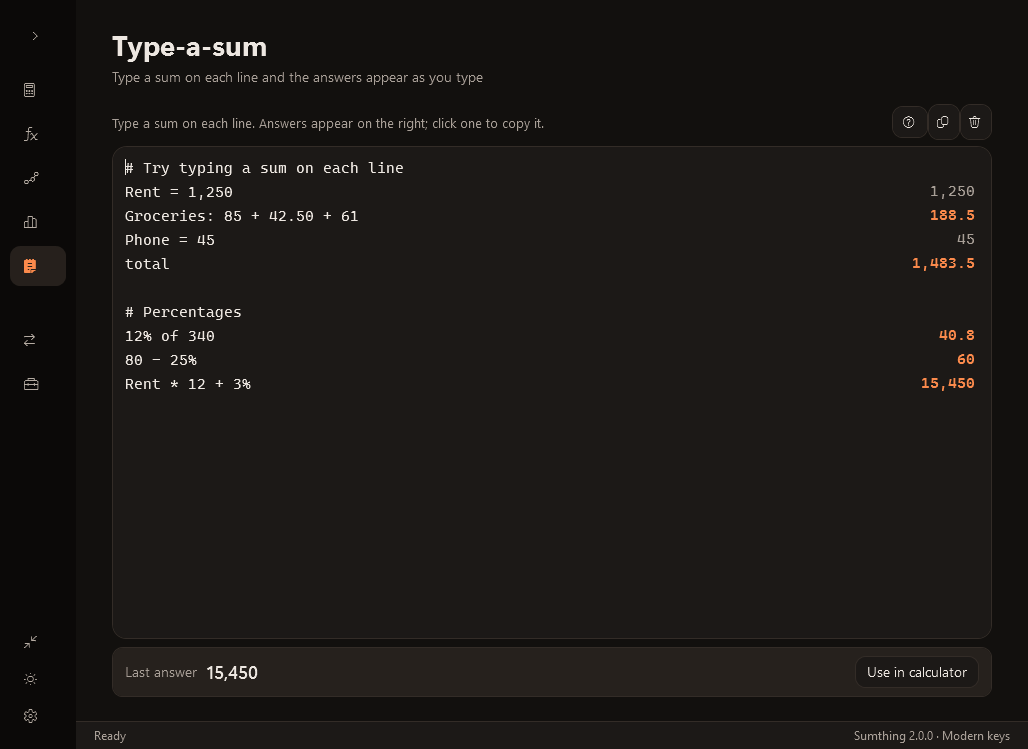 Type-a-sum
Type a sum on each line and the answers appear as you type
Type a sum on each line. Answers appear on the right; click one to copy it.
# Try typing a sum on each line
Rent = 1,250 1,250
Groceries: 85 + 42.50 + 61 188.5
Phone = 45 45
total 1,483.5
# Percentages
12% of 340 40.8
80 − 25% 60
Rent * 12 + 3% 15,450
Last answer 15,450 Use in calculator
Ready Sumthing 2.0.0 · Modern keys